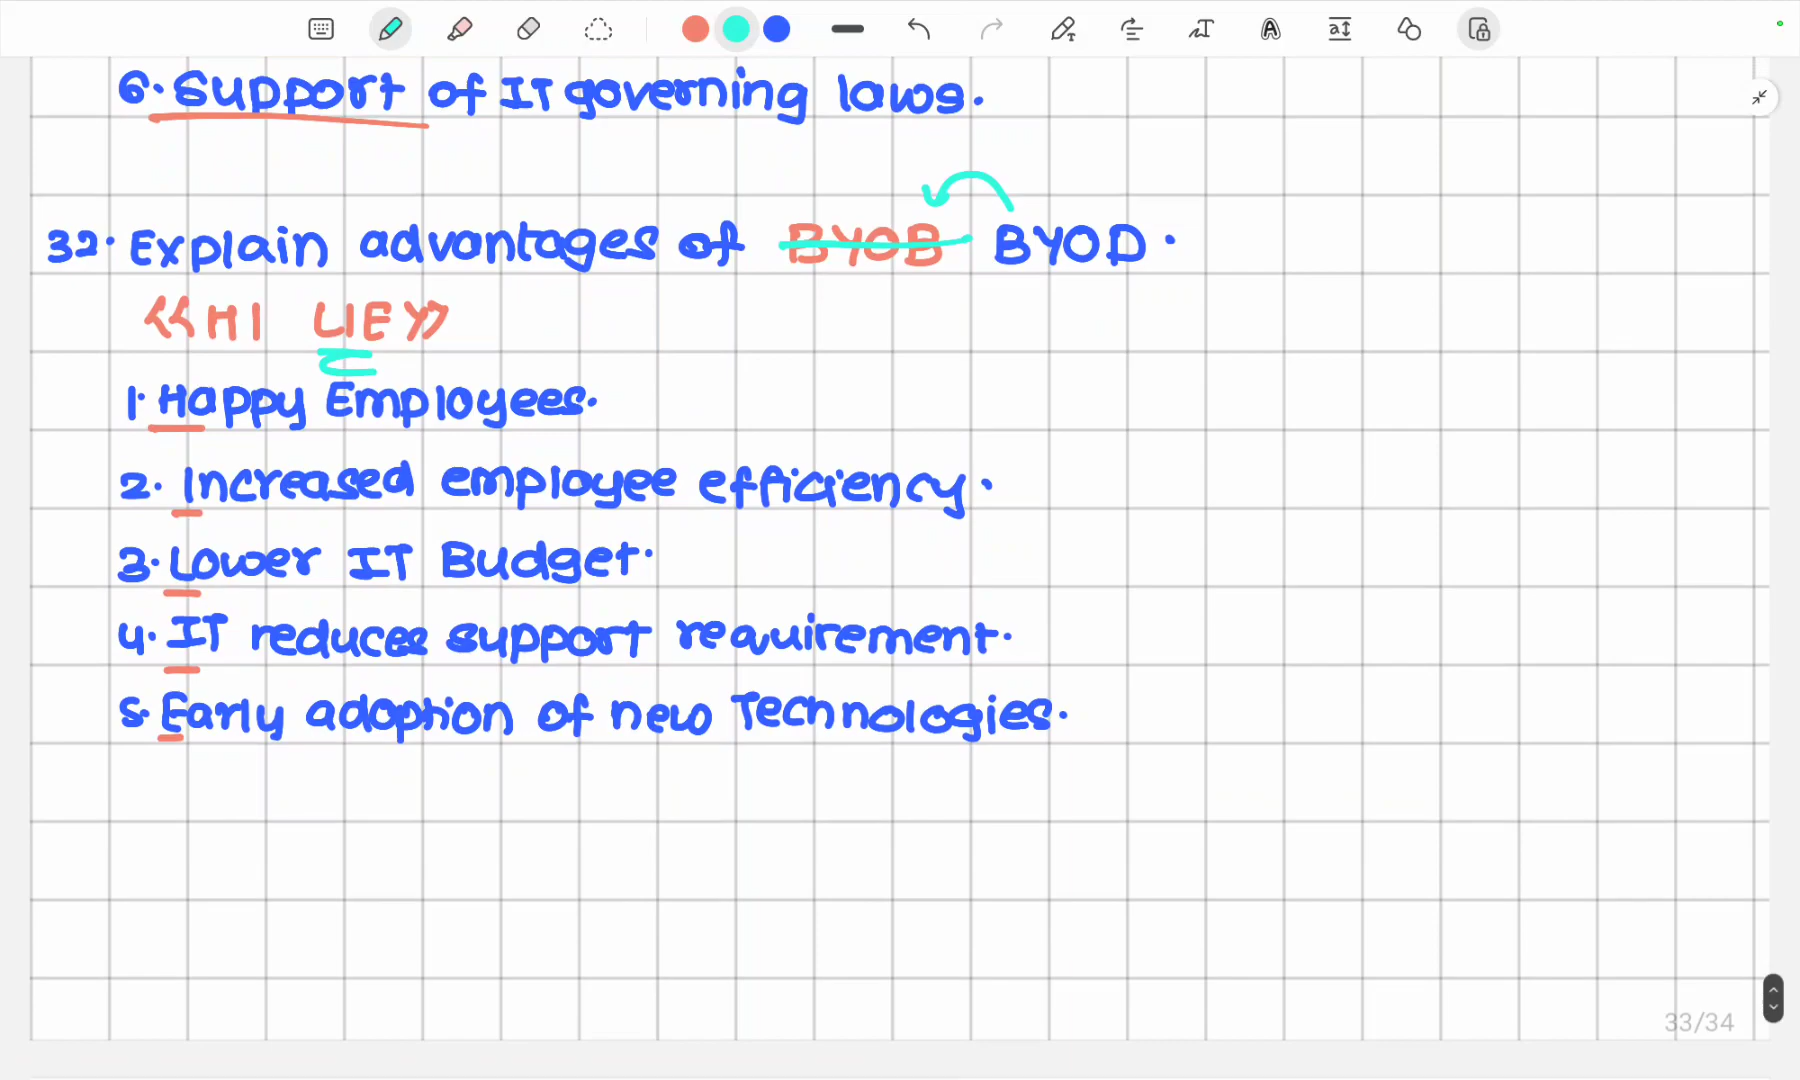 6. Support of IT governing laws.
32. Explain advantages of BYOB BYOD.
《HI LIE》
1. Happy Employees.
2. Increased employee efficiency.
3. Lower IT Budget.
4. IT reduces support requirement.
5. Early adoption of new Technologies.
33/34